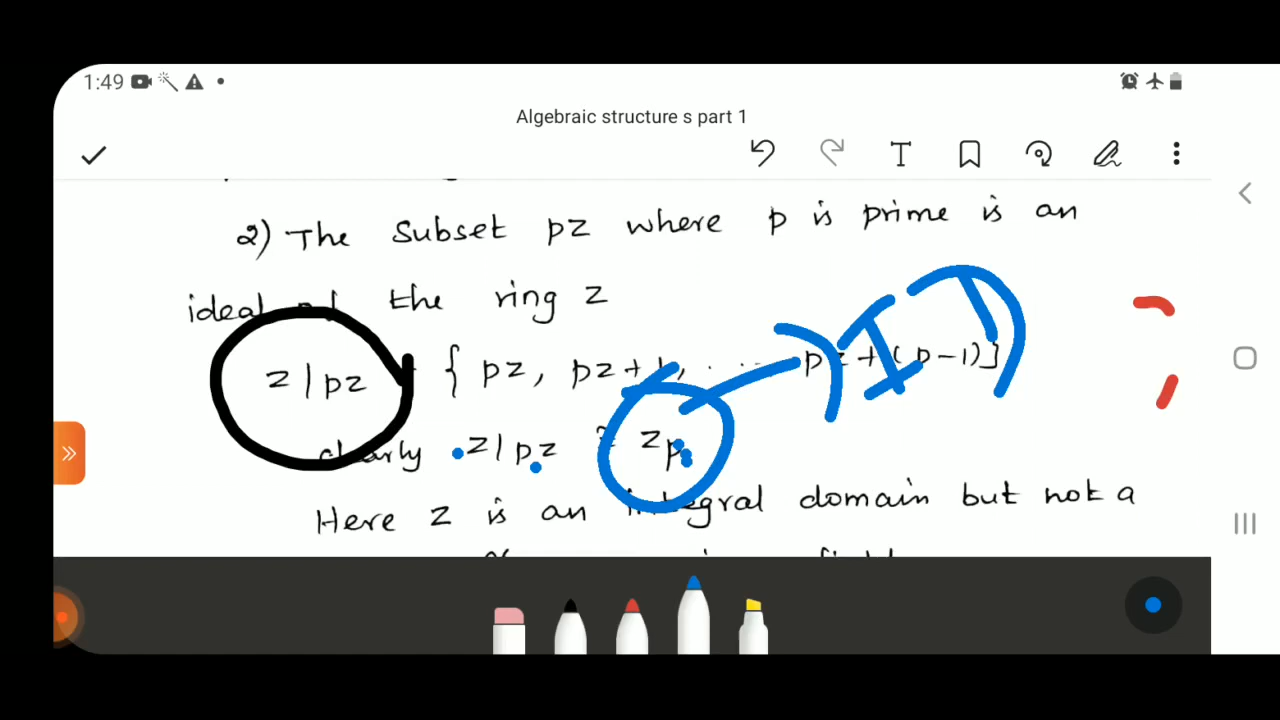 1:49
Algebraic structure s part 1
T
2) The subset pz where p is prime is an
ideal of the ring z
z | pz = { pz, pz+1, ... pz+(p-1)}
clearly z| pz ≅ zp
I D
Here z is an integral domain but not a